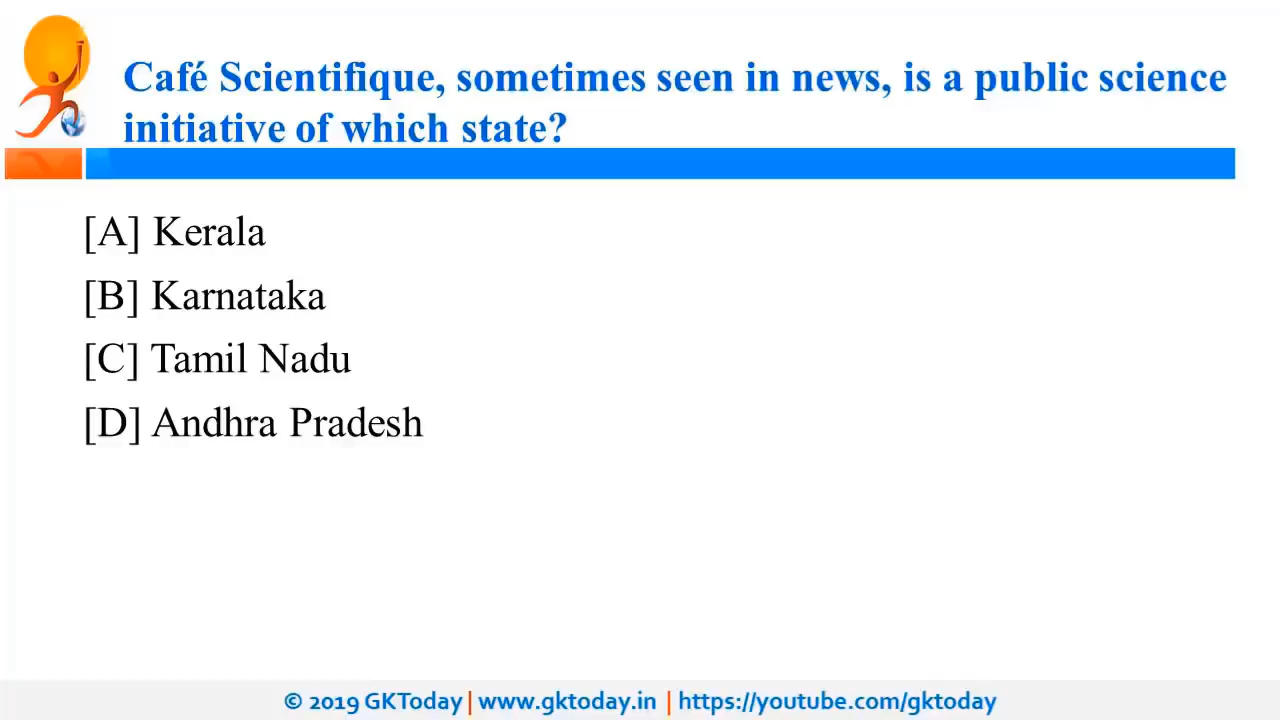 Café Scientifique, sometimes seen in news, is a public science
initiative of which state?
[A] Kerala
[B] Karnataka
[C] Tamil Nadu
[D] Andhra Pradesh
© 2019 GKToday | www.gktoday.in | https://youtube.com/gktoday